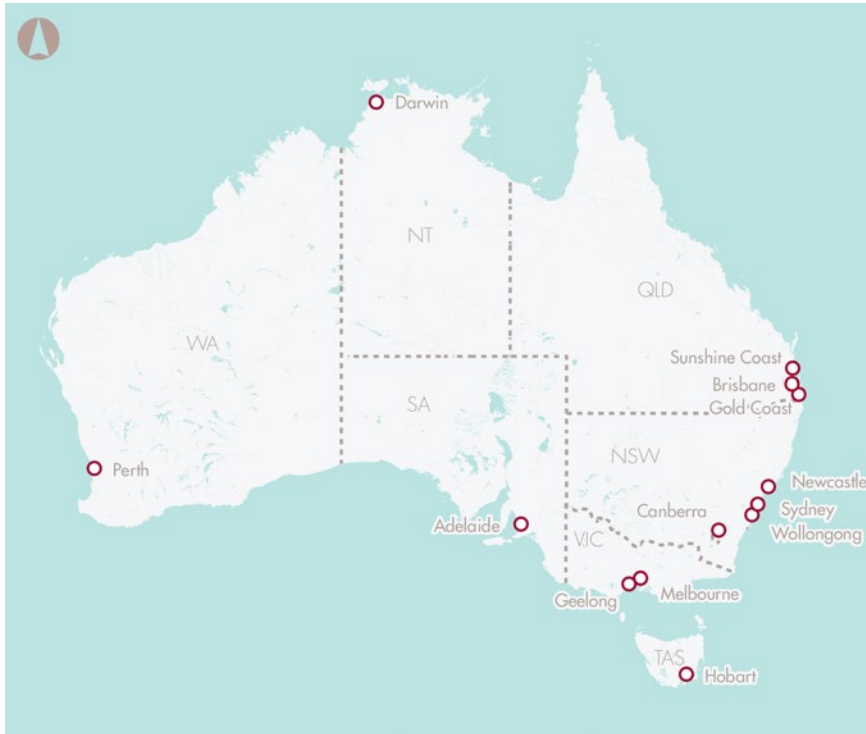 Darwin
NT
QLD
WA
Sunshine Coast
Brisbane
SA
Gold Coast
NSW
Perth
Newcastle
Canberra
Sydney
Adelaide
VIC
Wollongong
Geelong
Melbourne
TAS
Hobart